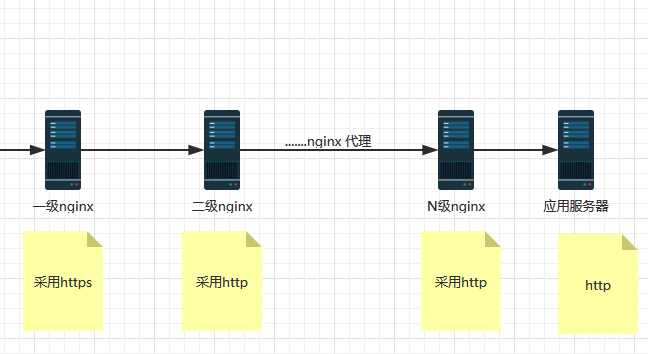 .......nginx 代理
一级nginx
二级nginx
N级nginx
应用服务器
采用https
采用http
采用http
http